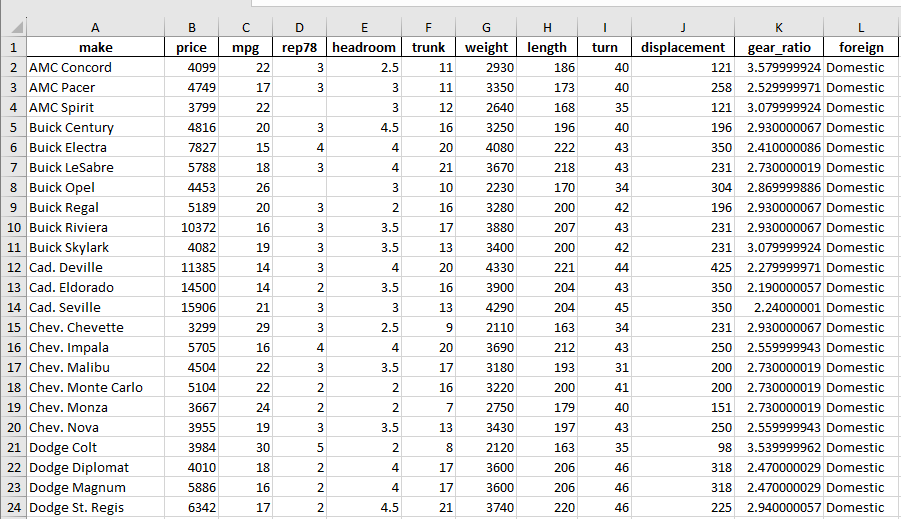 A B C D E F G H I J K L
1 make price mpg rep78 headroom trunk weight length turn displacement gear_ratio foreign
2 AMC Concord 4099 22 3 2.5 11 2930 186 40 121 3.579999924 Domestic
3 AMC Pacer 4749 17 3 3 11 3350 173 40 258 2.529999971 Domestic
4 AMC Spirit 3799 22 3 12 2640 168 35 121 3.079999924 Domestic
5 Buick Century 4816 20 3 4.5 16 3250 196 40 196 2.930000067 Domestic
6 Buick Electra 7827 15 4 4 20 4080 222 43 350 2.410000086 Domestic
7 Buick LeSabre 5788 18 3 4 21 3670 218 43 231 2.730000019 Domestic
8 Buick Opel 4453 26 3 10 2230 170 34 304 2.869999886 Domestic
9 Buick Regal 5189 20 3 2 16 3280 200 42 196 2.930000067 Domestic
10 Buick Riviera 10372 16 3 3.5 17 3880 207 43 231 2.930000067 Domestic
11 Buick Skylark 4082 19 3 3.5 13 3400 200 42 231 3.079999924 Domestic
12 Cad. Deville 11385 14 3 4 20 4330 221 44 425 2.279999971 Domestic
13 Cad. Eldorado 14500 14 2 3.5 16 3900 204 43 350 2.190000057 Domestic
14 Cad. Seville 15906 21 3 3 13 4290 204 45 350 2.24000001 Domestic
15 Chev. Chevette 3299 29 3 2.5 9 2110 163 34 231 2.930000067 Domestic
16 Chev. Impala 5705 16 4 4 20 3690 212 43 250 2.559999943 Domestic
17 Chev. Malibu 4504 22 3 3.5 17 3180 193 31 200 2.730000019 Domestic
18 Chev. Monte Carlo 5104 22 2 2 16 3220 200 41 200 2.730000019 Domestic
19 Chev. Monza 3667 24 2 2 7 2750 179 40 151 2.730000019 Domestic
20 Chev. Nova 3955 19 3 3.5 13 3430 197 43 250 2.559999943 Domestic
21 Dodge Colt 3984 30 5 2 8 2120 163 35 98 3.539999962 Domestic
22 Dodge Diplomat 4010 18 2 4 17 3600 206 46 318 2.470000029 Domestic
23 Dodge Magnum 5886 16 2 4 17 3600 206 46 318 2.470000029 Domestic
24 Dodge St. Regis 6342 17 2 4.5 21 3740 220 46 225 2.940000057 Domestic